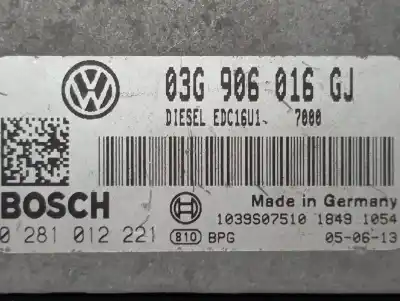 03G 906 016 GJ
DIESEL EDC16U1- 7000
BOSCH
0 281 012 221
Made in Germany
1039S07510 1849 1054
810 BPG 05-06-13